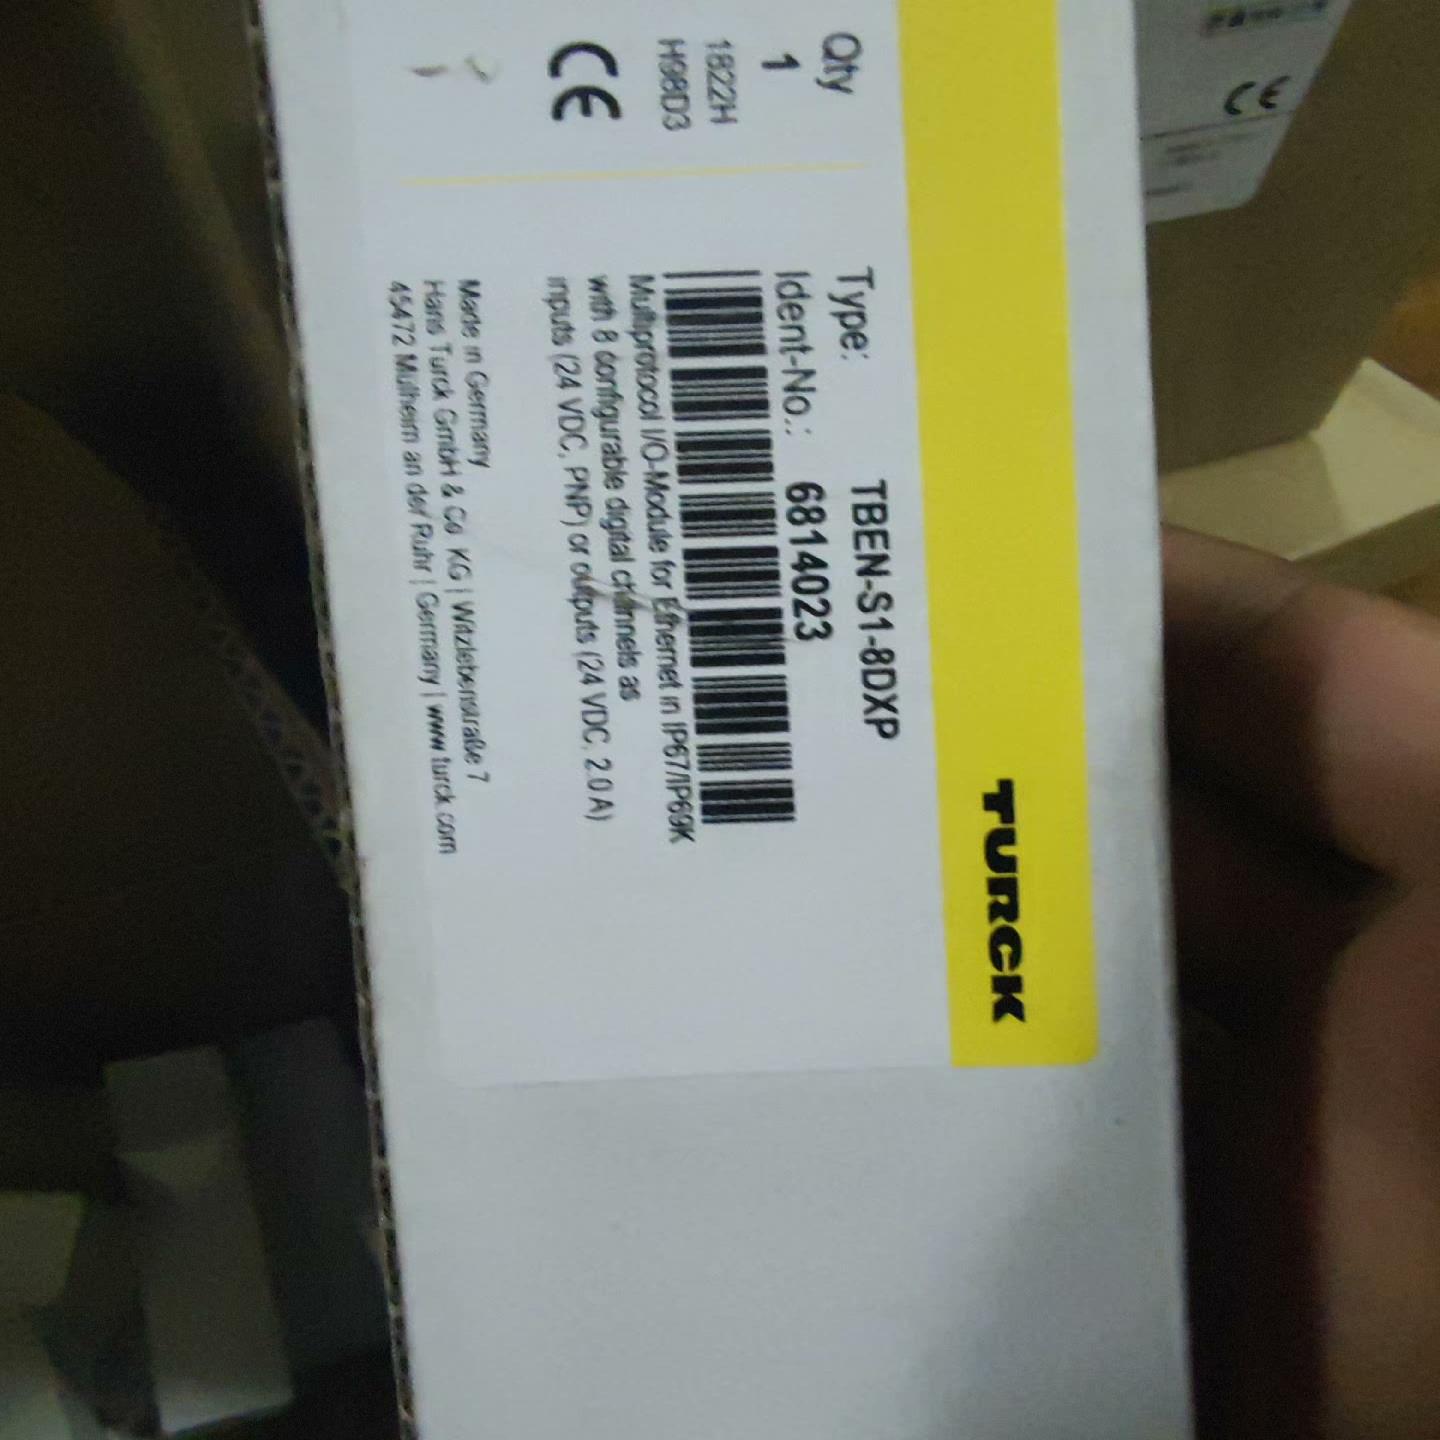 TURCK
Type: TBEN-S1-8DXP
Ident-No.: 6814023
Multiprotocol I/O-Module for Ethernet in IP67/IP69K
with 8 configurable digital channels as
inputs (24 VDC, PNP) or outputs (24 VDC, 2.0 A)
Made in Germany
Hans Turck GmbH & Co. KG | Witzlebenstraße 7
45472 Mülheim an der Ruhr | Germany | www.turck.com
Qty
1
1822H
H98D3
CE
CE